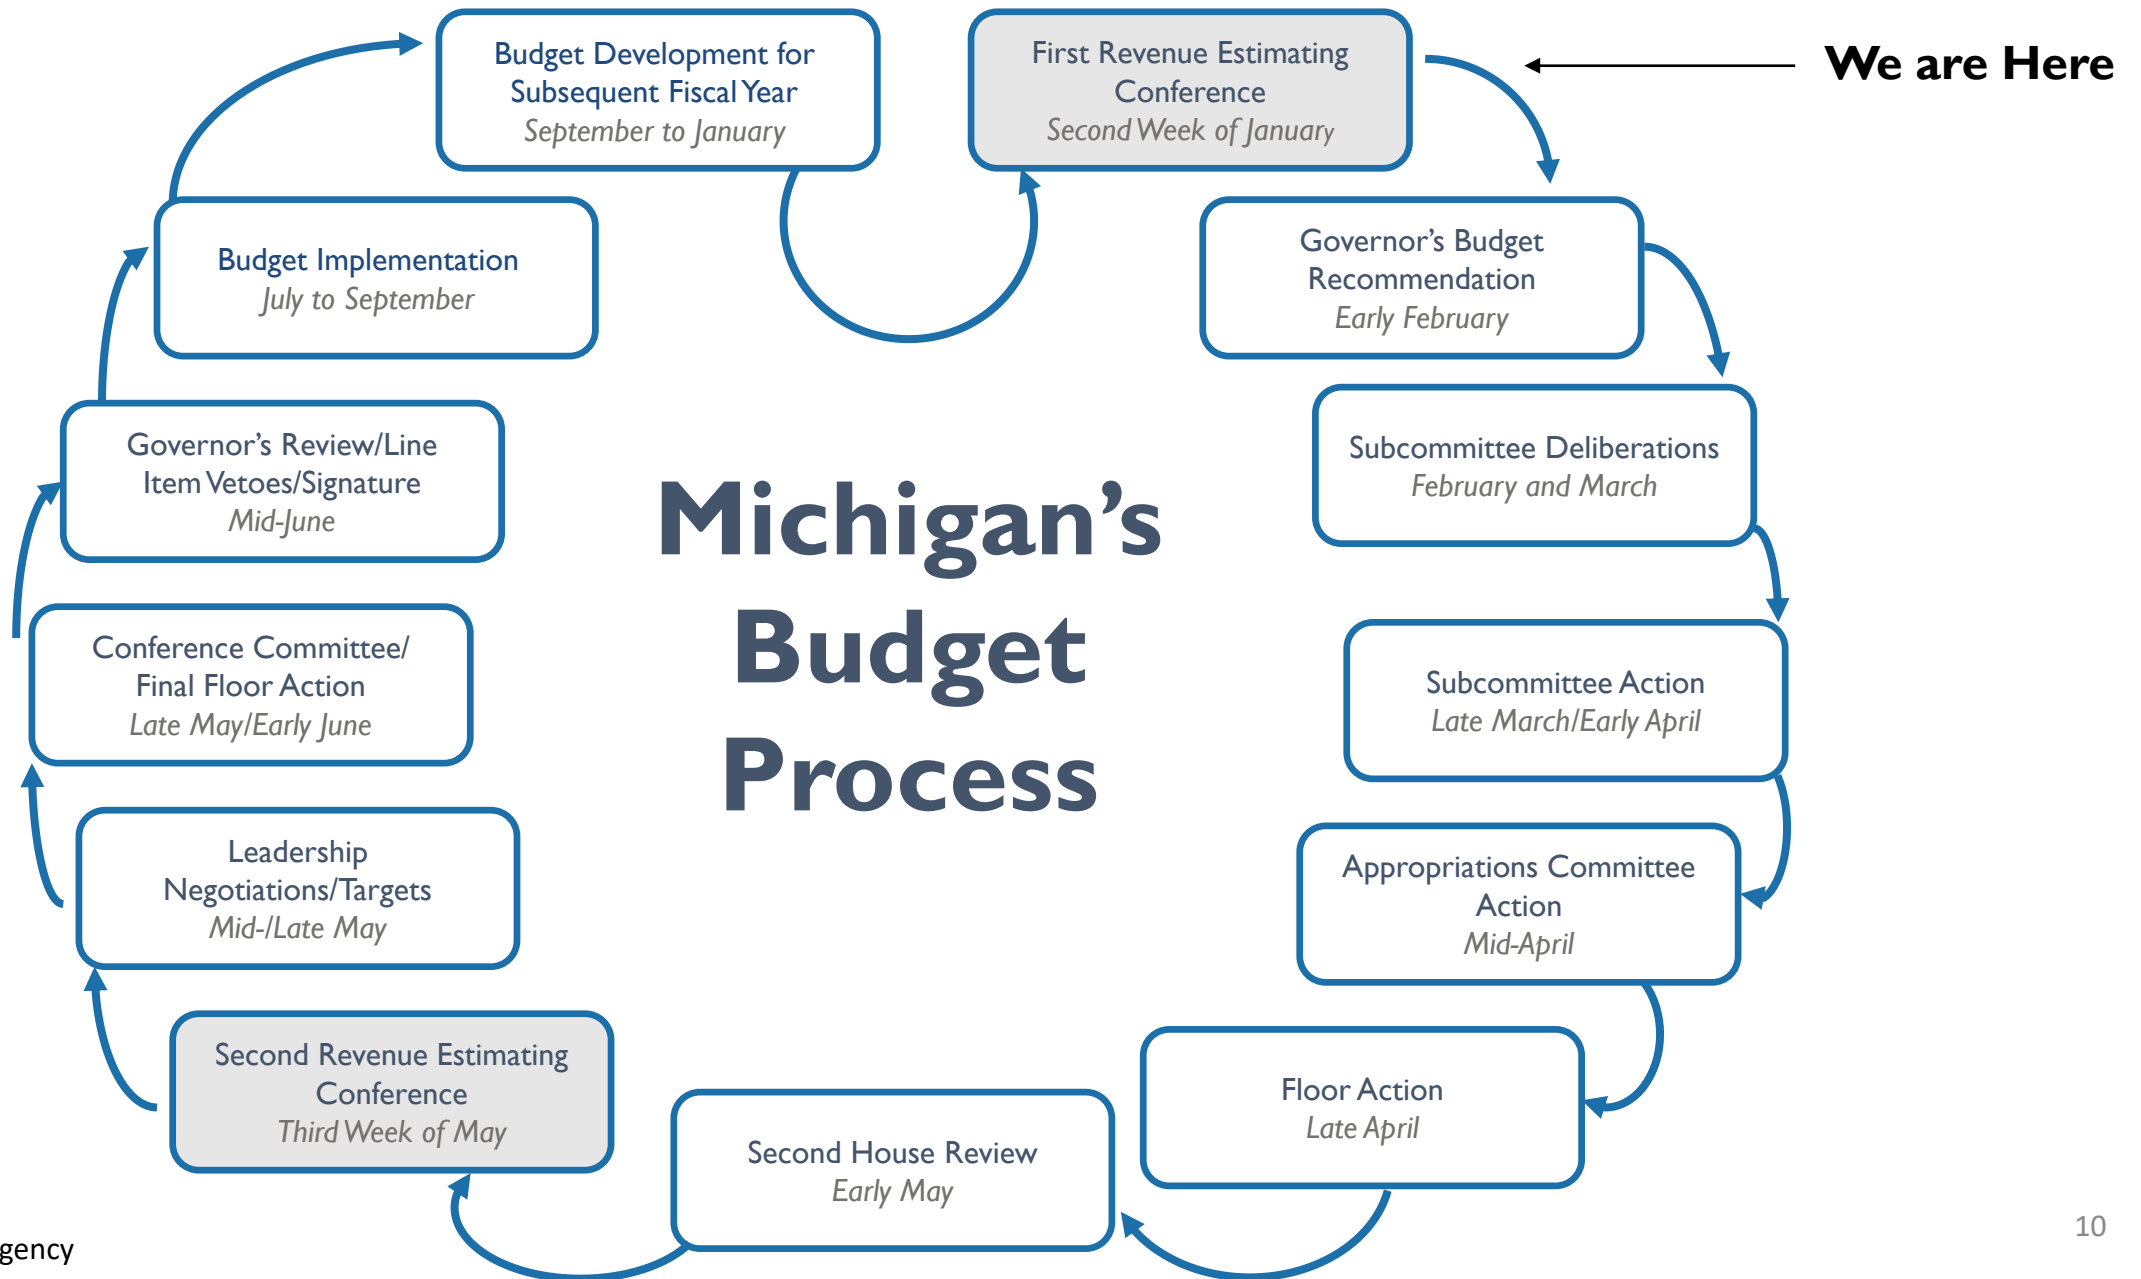 Budget Development for
Subsequent Fiscal Year
September to January
First Revenue Estimating
Conference
Second Week of January
We are Here
Governor's Budget
Recommendation
Early February
Subcommittee Deliberations
February and March
Subcommittee Action
Late March/Early April
Appropriations Committee
Action
Mid-April
Floor Action
Late April
Second House Review
Early May
Second Revenue Estimating
Conference
Third Week of May
Leadership
Negotiations/Targets
Mid-/Late May
Conference Committee/
Final Floor Action
Late May/Early June
Governor's Review/Line
Item Vetoes/Signature
Mid-June
Budget Implementation
July to September
Michigan's
Budget
Process
gency
10